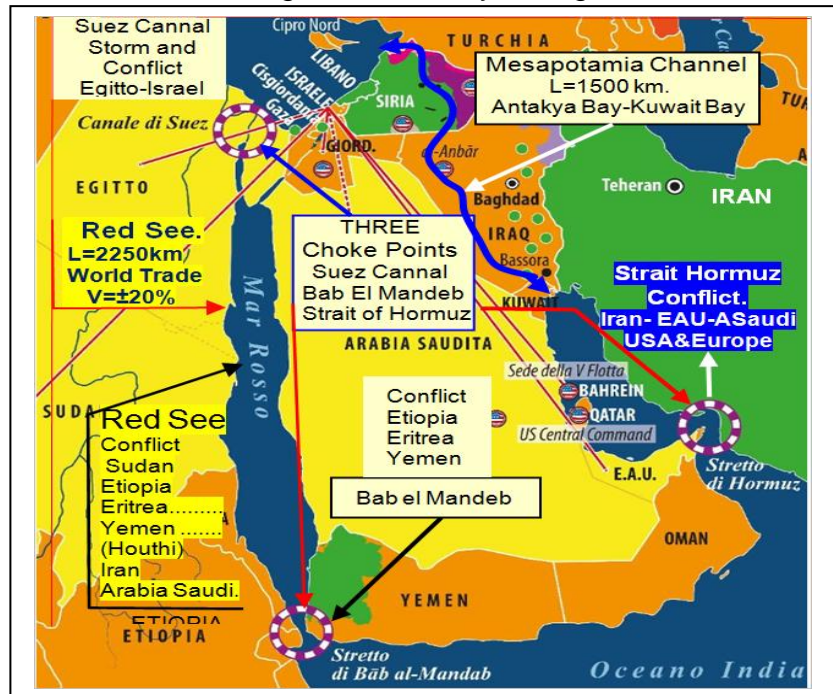 Suez Cannal
Storm and
Conflict
Egitto-Israel
Cipro Nord
TURCHIA
LIBANO
ISRAELE
Cisgiordania
Gaza
SIRIA
GIORD.
Mesapotamia Channel
L=1500 km.
Antakya Bay-Kuwait Bay
Canale di Suez
EGITTO
al-Anbār
Baghdad
IRAQ
Bassora
KUWAIT
Teheran
IRAN
Red See.
L=2250km,
World Trade
V=±20%
THREE
Choke Points
Suez Cannal
Bab El Mandeb
Strait of Hormuz
Strait Hormuz
Conflict.
Iran- EAU-ASaudi
USA&Europe
Mar Rosso
ARABIA SAUDITA
Sede della V Flotta
BAHREIN
QATAR
US Central Command
E.A.U.
Stretto
di Hormuz
OMAN
SUDA
Red See
Conflict
Sudan
Etiopia
Eritrea.........
Yemen .......
(Houthi)
Iran
Arabia Saudi.
Conflict
Etiopia
Eritrea
Yemen
Bab el Mandeb
YEMEN
ETIOPIA
ETIOPIA
Stretto
di Bāb al-Mandab
Oceano India